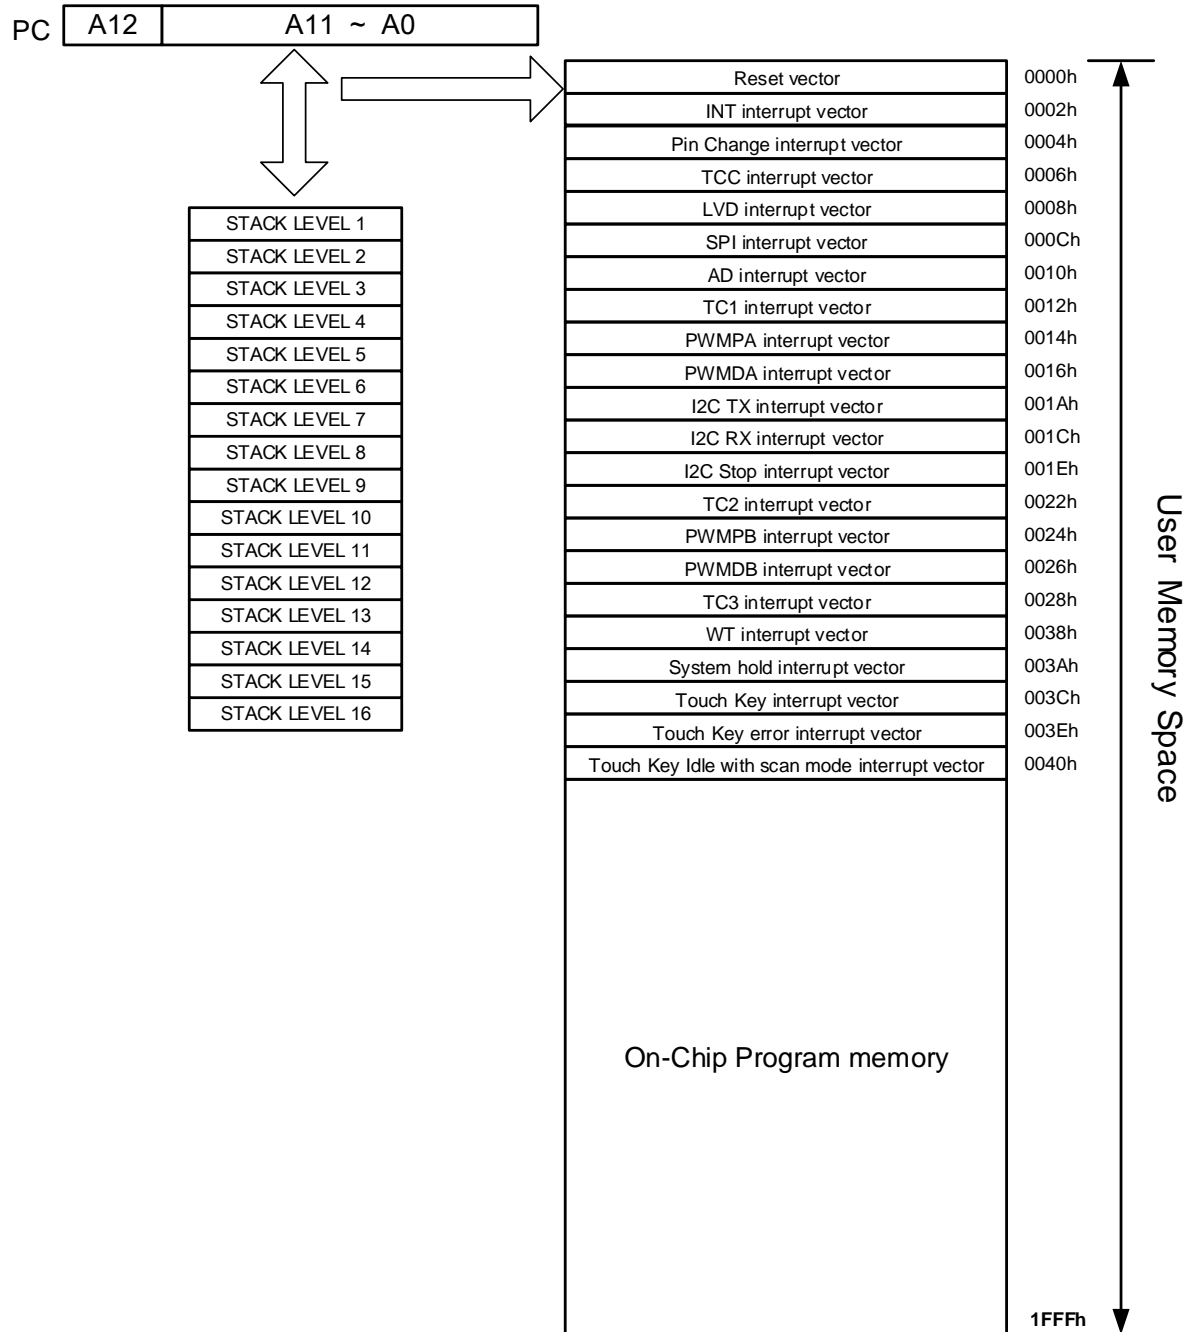 PC A12 A11 ~ A0
STACK LEVEL 1
STACK LEVEL 2
STACK LEVEL 3
STACK LEVEL 4
STACK LEVEL 5
STACK LEVEL 6
STACK LEVEL 7
STACK LEVEL 8
STACK LEVEL 9
STACK LEVEL 10
STACK LEVEL 11
STACK LEVEL 12
STACK LEVEL 13
STACK LEVEL 14
STACK LEVEL 15
STACK LEVEL 16
Reset vector 0000h
INT interrupt vector 0002h
Pin Change interrupt vector 0004h
TCC interrupt vector 0006h
LVD interrupt vector 0008h
SPI interrupt vector 000Ch
AD interrupt vector 0010h
TC1 interrupt vector 0012h
PWMPA interrupt vector 0014h
PWMDA interrupt vector 0016h
I2C TX interrupt vector 001Ah
I2C RX interrupt vector 001Ch
I2C Stop interrupt vector 001Eh
TC2 interrupt vector 0022h
PWMPB interrupt vector 0024h
PWMDB interrupt vector 0026h
TC3 interrupt vector 0028h
WT interrupt vector 0038h
System hold interrupt vector 003Ah
Touch Key interrupt vector 003Ch
Touch Key error interrupt vector 003Eh
Touch Key Idle with scan mode interrupt vector 0040h
On-Chip Program memory
1FFFh
User Memory Space